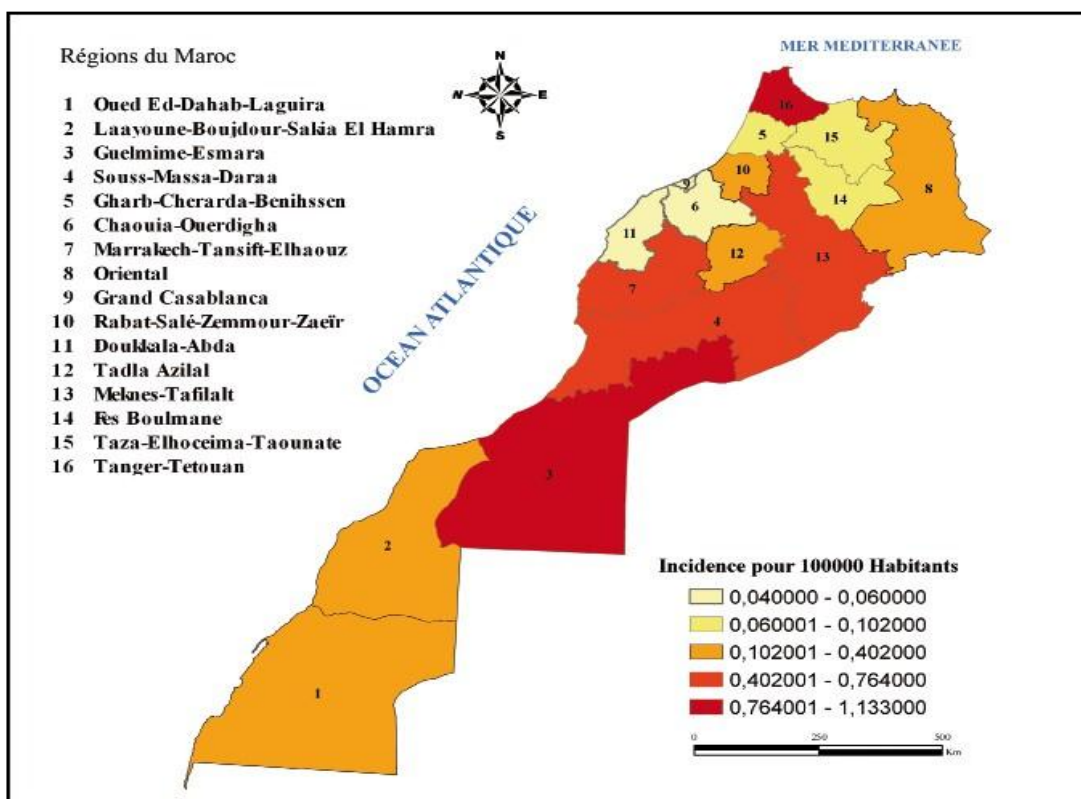 MER MEDITERRANEE
Régions du Maroc
N
N
E
S
1 Oued Ed-Dahab-Laguira
2 Laayoune-Boujdour-Sakia El Hamra
3 Guelmime-Esmara
4 Souss-Massa-Daraa
5 Gharb-Cherarda-Benihssen
6 Chaouia-Ouerdigha
7 Marrakech-Tansift-Elhaouz
8 Oriental
9 Grand Casablanca
10 Rabat-Salé-Zemmour-Zaeïr
11 Doukkala-Abda
12 Tadla Azilal
13 Meknes-Tafilalt
14 Fes Boulmane
15 Taza-Elhoceima-Taounate
16 Tanger-Tetouan
OCEAN ATLANTIQUE
16
5
15
10
9
6
14
8
11
12
13
7
4
3
2
1
Incidence pour 100000 Habitants
0,040000 - 0,060000
0,060001 - 0,102000
0,102001 - 0,402000
0,402001 - 0,764000
0,764001 - 1,133000
0 250 500
Km